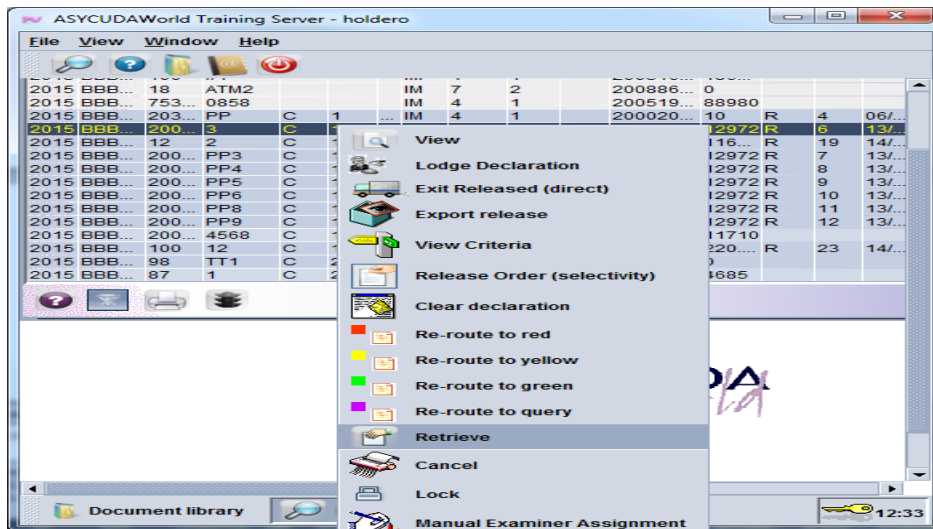 ASYCUDAWorld Training Server - holdero
File View Window Help
2015 BBB... 18 ATM2 IM 7 2 200886... 0
2015 BBB... 753... 0858 IM 4 1 200519... 88980
2015 BBB... 203... PP C 1 ... IM 4 1 200020... 10 R 4 06/...
2015 BBB... 200... 3 C 12972 R 6 13/...
2015 BBB... 12 2 C 116... R 19 14/...
2015 BBB... 200... PP3 C 12972 R 7 13/...
2015 BBB... 200... PP4 C 12972 R 8 13/...
2015 BBB... 200... PP5 C 12972 R 9 13/...
2015 BBB... 200... PP6 C 12972 R 10 13/...
2015 BBB... 200... PP8 C 12972 R 11 13/...
2015 BBB... 200... PP9 C 12972 R 12 13/...
2015 BBB... 200... 4568 C 11710
2015 BBB... 100 12 C 220.... R 23 14/...
2015 BBB... 98 TT1 C 2
2015 BBB... 87 1 C 2 4685
View
Lodge Declaration
Exit Released (direct)
Export release
View Criteria
Release Order (selectivity)
Clear declaration
Re-route to red
Re-route to yellow
Re-route to green
Re-route to query
Retrieve
Cancel
Lock
Manual Examiner Assignment
DA
Document library
12:33